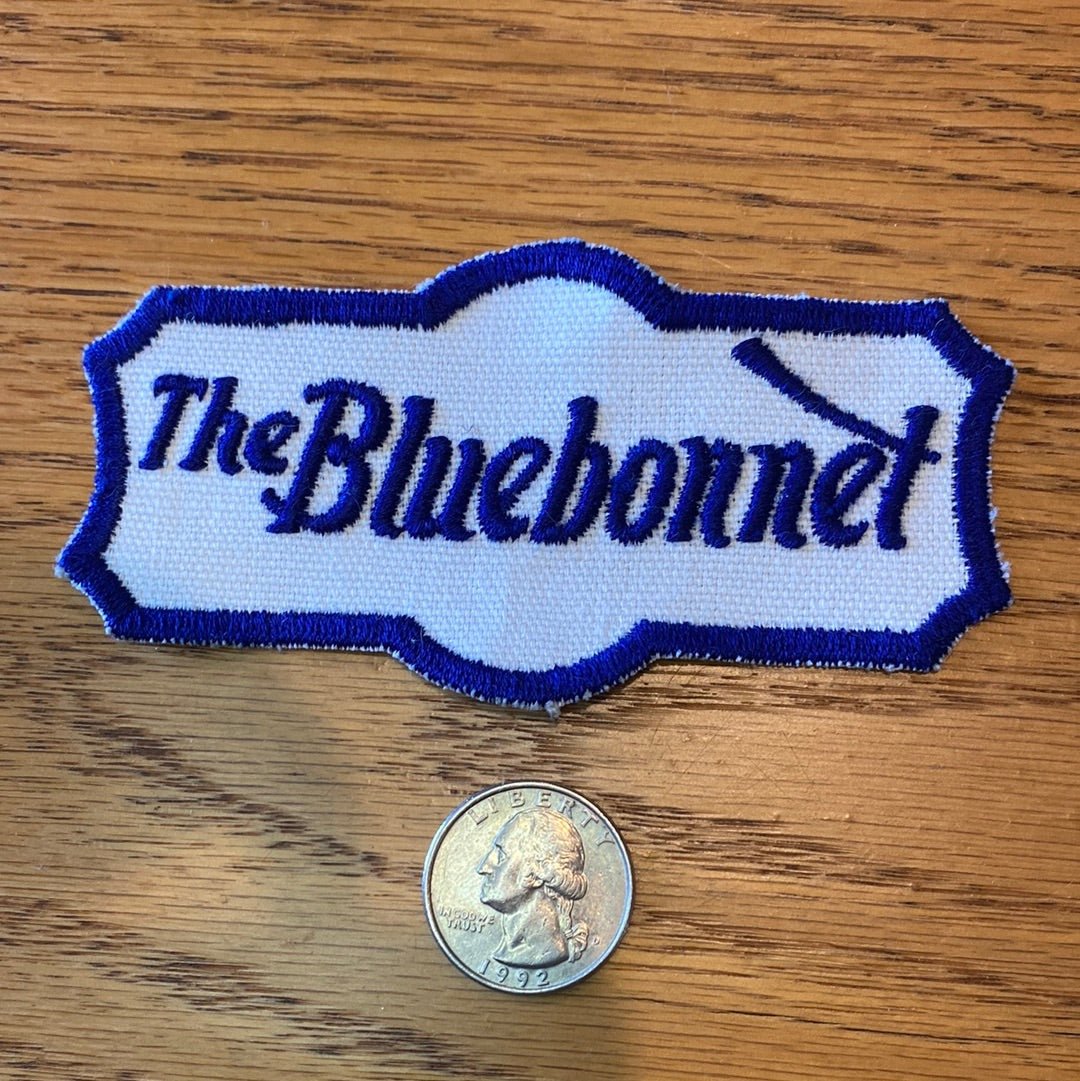 The Bluebonnet
LIBERTY
IN GOD WE
TRUST
P
1992